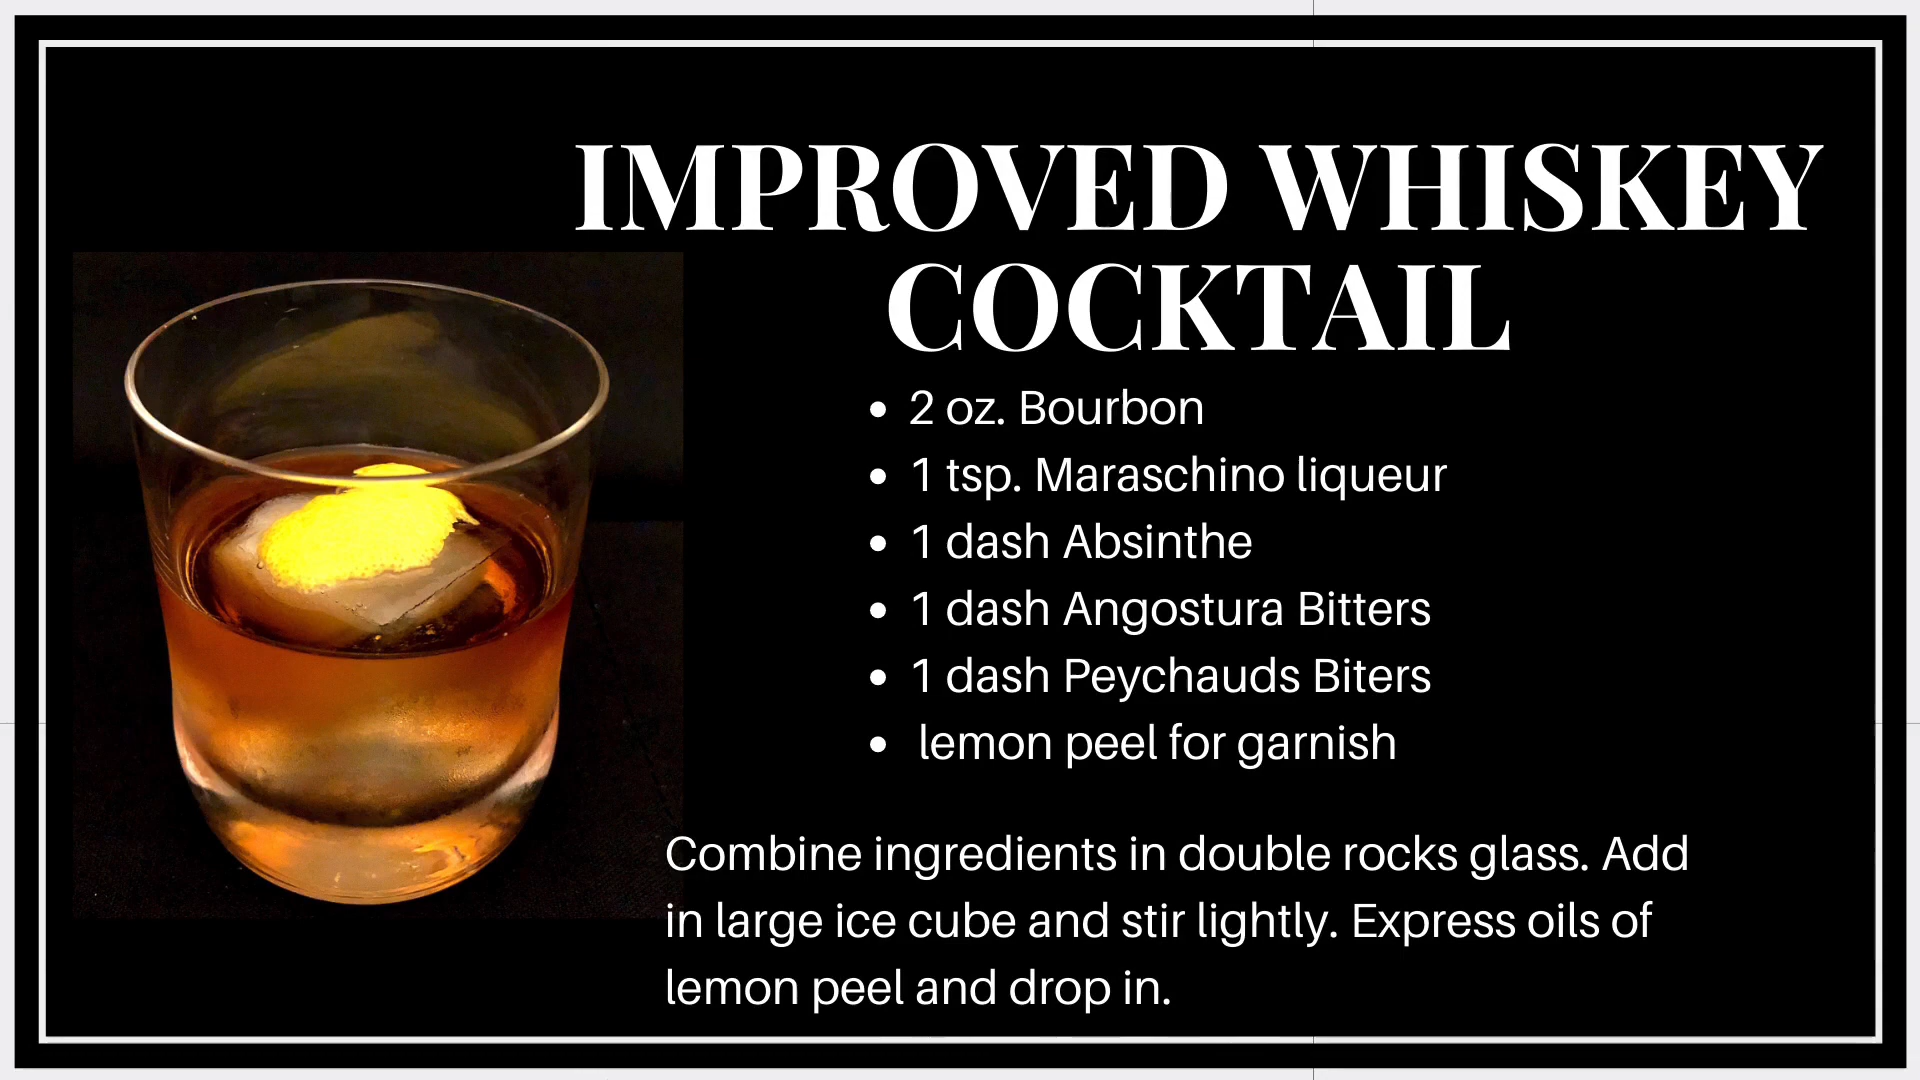 IMPROVED WHISKEY
COCKTAIL
• 2 oz. Bourbon
• 1 tsp. Maraschino liqueur
• 1 dash Absinthe
• 1 dash Angostura Bitters
• 1 dash Peychauds Biters
• lemon peel for garnish
Combine ingredients in double rocks glass. Add
in large ice cube and stir lightly. Express oils of
lemon peel and drop in.